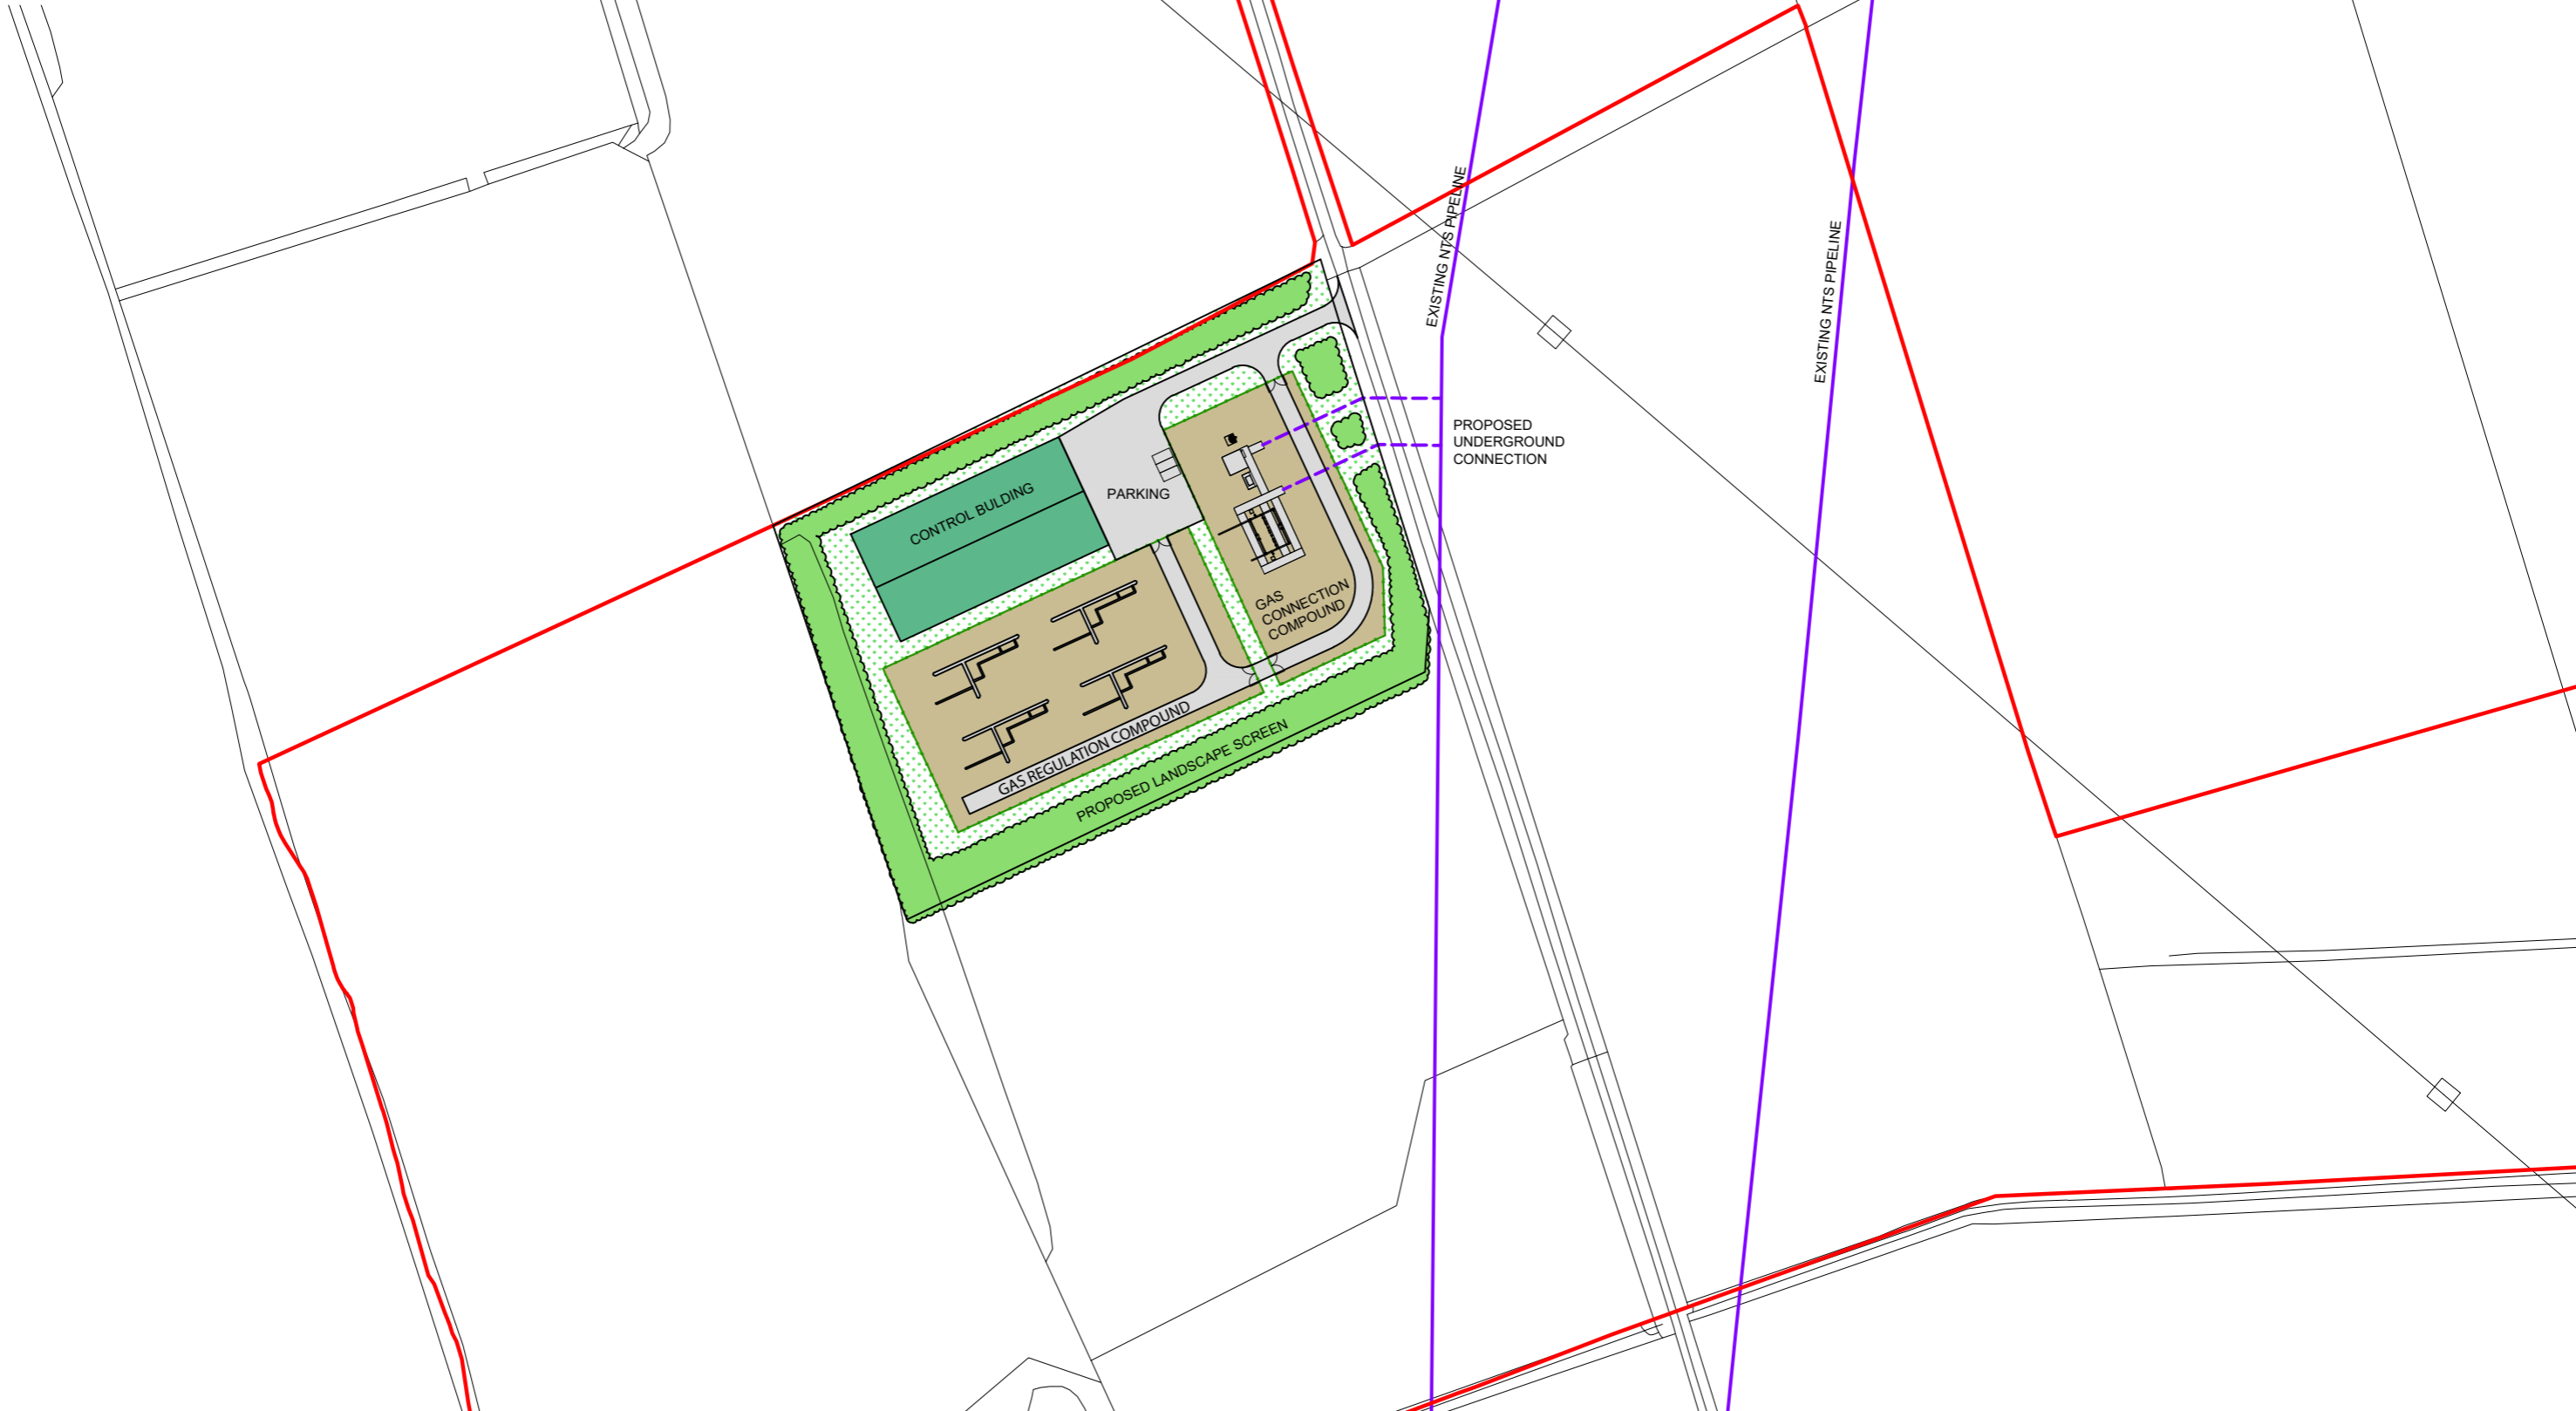 EXISTING NTS PIPELINE
EXISTING NTS PIPELINE
PROPOSED
UNDERGROUND
CONNECTION
CONTROL BULDING
PARKING
GAS
CONNECTION
COMPOUND
GAS REGULATION COMPOUND
PROPOSED LANDSCAPE SCREEN